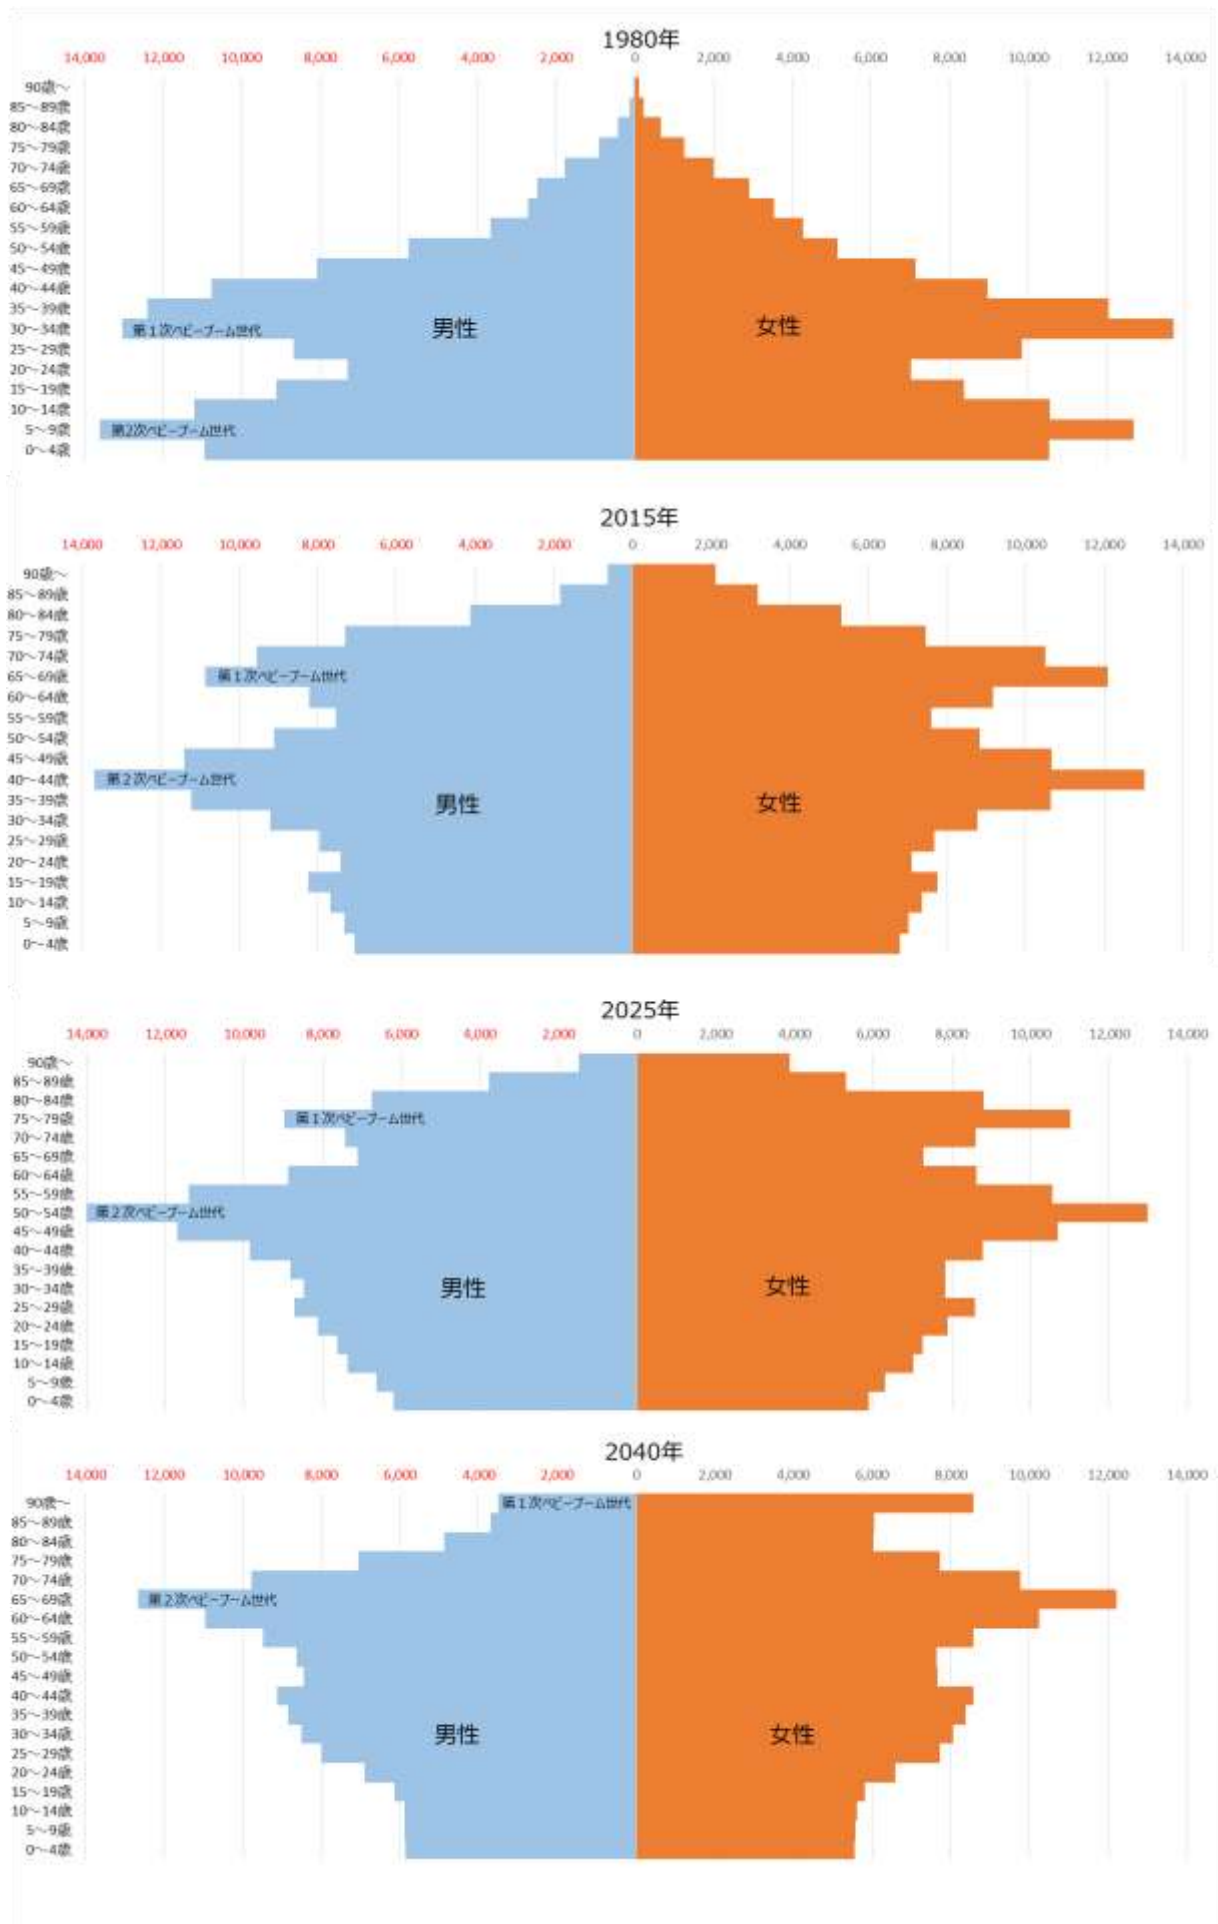 1980年
14,000 12,000 10,000 8,000 6,000 4,000 2,000 0 2,000 4,000 6,000 8,000 10,000 12,000 14,000
90歳～
85～89歳
80～84歳
75～79歳
70～74歳
65～69歳
60～64歳
55～59歳
50～54歳
45～49歳
40～44歳
35～39歳
30～34歳 第１次ベビーブーム世代 男性 女性
25～29歳
20～24歳
15～19歳
10～14歳
5～9歳 第2次ベビーブーム世代
0～4歳
2015年
14,000 12,000 10,000 8,000 6,000 4,000 2,000 0 2,000 4,000 6,000 8,000 10,000 12,000 14,000
90歳～
85～89歳
80～84歳
75～79歳
70～74歳
65～69歳 第１次ベビーブーム世代
60～64歳
55～59歳
50～54歳
45～49歳
40～44歳 第２次ベビーブーム世代
35～39歳 男性 女性
30～34歳
25～29歳
20～24歳
15～19歳
10～14歳
5～9歳
0～4歳
2025年
14,000 12,000 10,000 8,000 6,000 4,000 2,000 0 2,000 4,000 6,000 8,000 10,000 12,000 14,000
90歳～
85～89歳
80～84歳
75～79歳 第１次ベビーブーム世代
70～74歳
65～69歳
60～64歳
55～59歳
50～54歳 第２次ベビーブーム世代
45～49歳
40～44歳
35～39歳
30～34歳 男性 女性
25～29歳
20～24歳
15～19歳
10～14歳
5～9歳
0～4歳
2040年
14,000 12,000 10,000 8,000 6,000 4,000 2,000 0 2,000 4,000 6,000 8,000 10,000 12,000 14,000
90歳～ 第１次ベビーブーム世代
85～89歳
80～84歳
75～79歳
70～74歳
65～69歳 第２次ベビーブーム世代
60～64歳
55～59歳
50～54歳
45～49歳
40～44歳
35～39歳
30～34歳 男性 女性
25～29歳
20～24歳
15～19歳
10～14歳
5～9歳
0～4歳